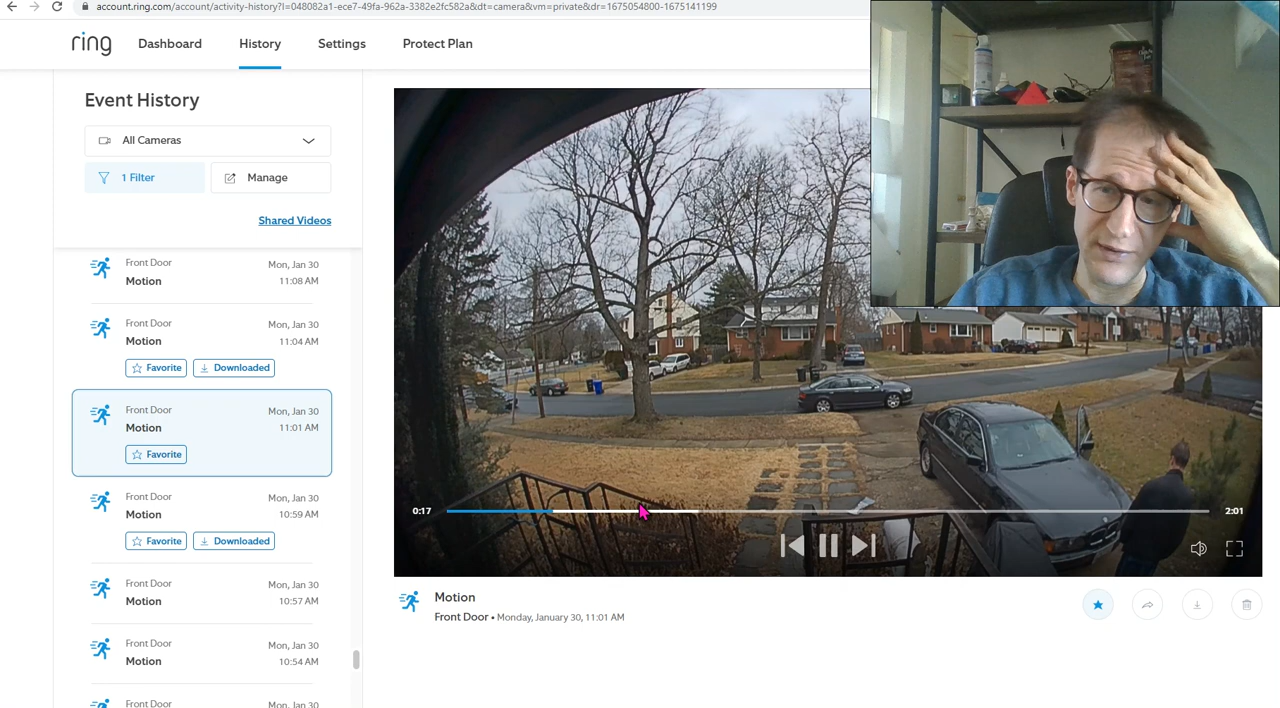 account.ring.com/account/activity-history?l=048082a1-ece7-49fa-962a-3382e2fc582a&dt=camera&vm=private&dr=1675054800-1675141199
ring
Dashboard
History
Settings
Protect Plan
Event History
All Cameras
1 Filter
Manage
Shared Videos
Front Door
Mon, Jan 30
Motion
11:08 AM
Front Door
Mon, Jan 30
Motion
11:04 AM
Favorite
Downloaded
Front Door
Mon, Jan 30
Motion
11:01 AM
Favorite
Front Door
Mon, Jan 30
Motion
10:59 AM
Favorite
Downloaded
Front Door
Mon, Jan 30
Motion
10:57 AM
Front Door
Mon, Jan 30
Motion
10:54 AM
Front Door
Mon, Jan 30
0:17
2:01
Motion
Front Door • Monday, January 30, 11:01 AM